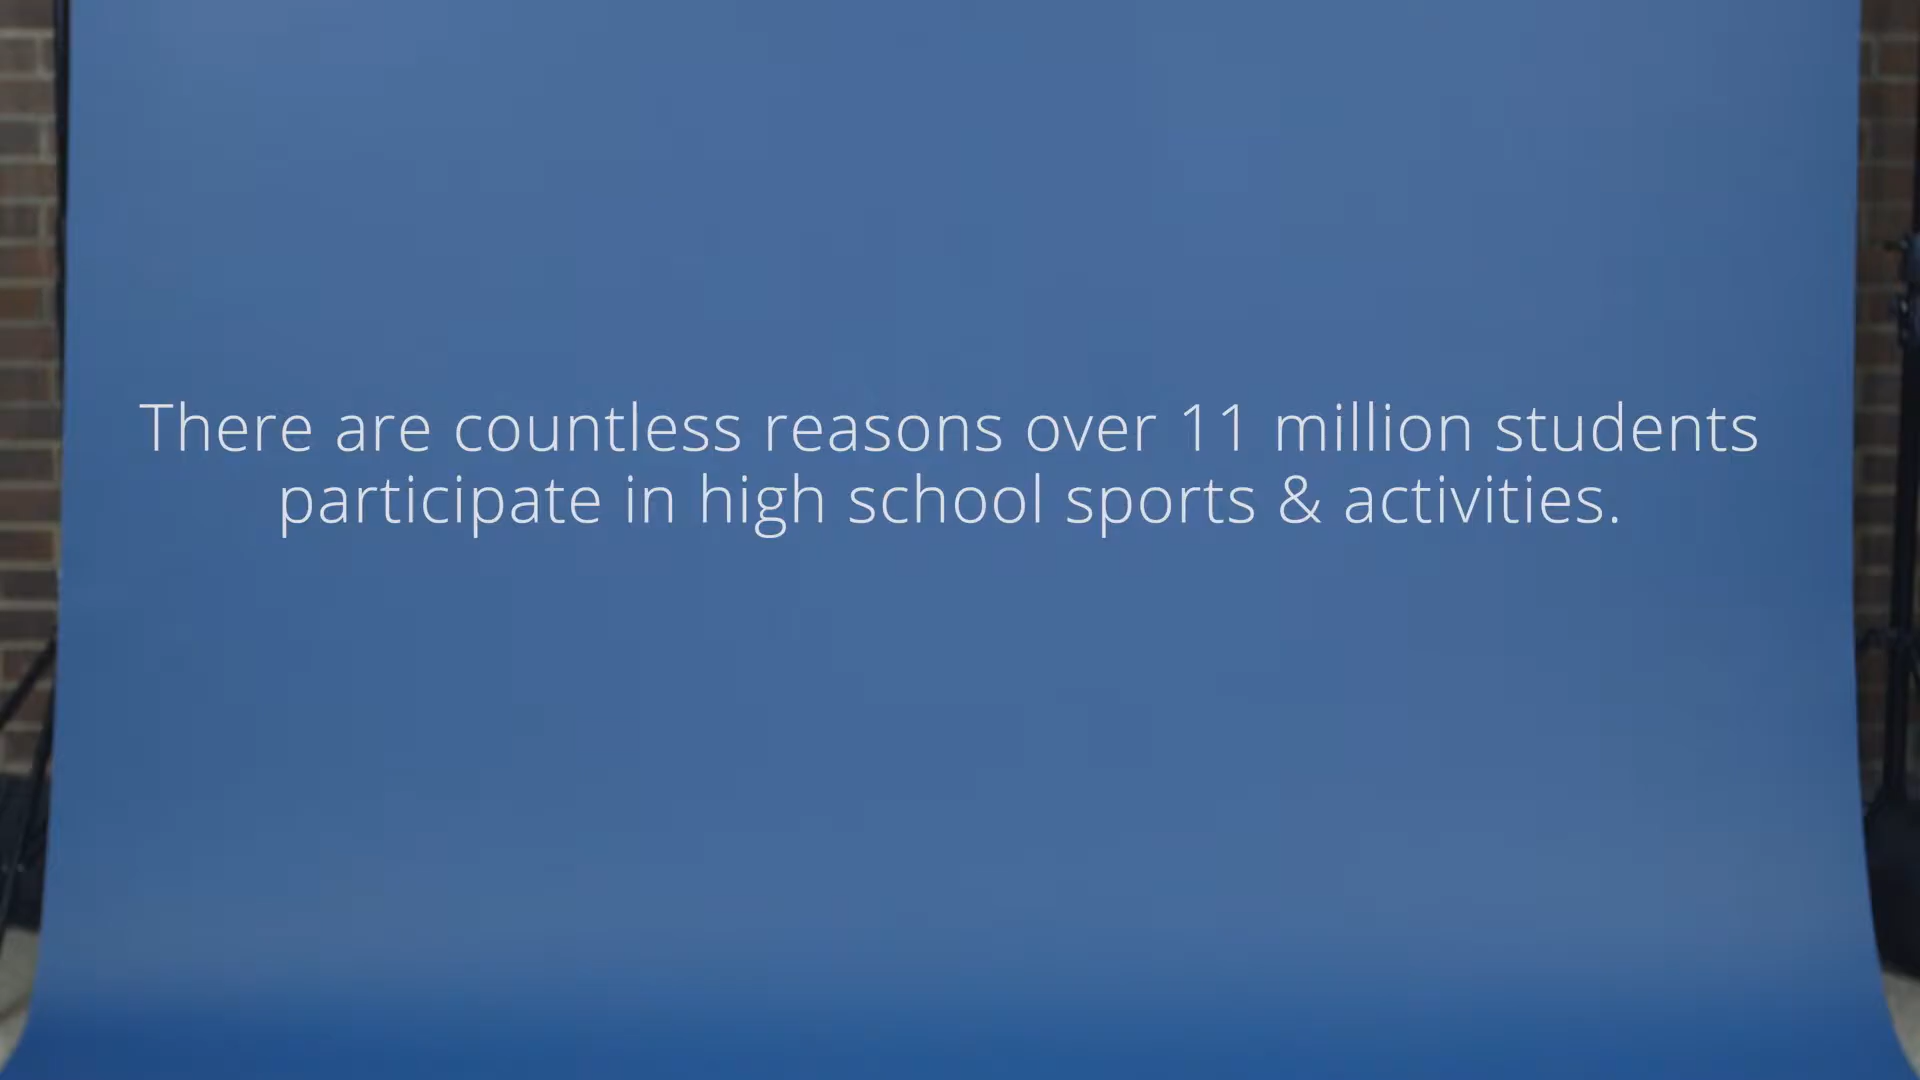 There are countless reasons over 11 million students
participate in high school sports & activities.